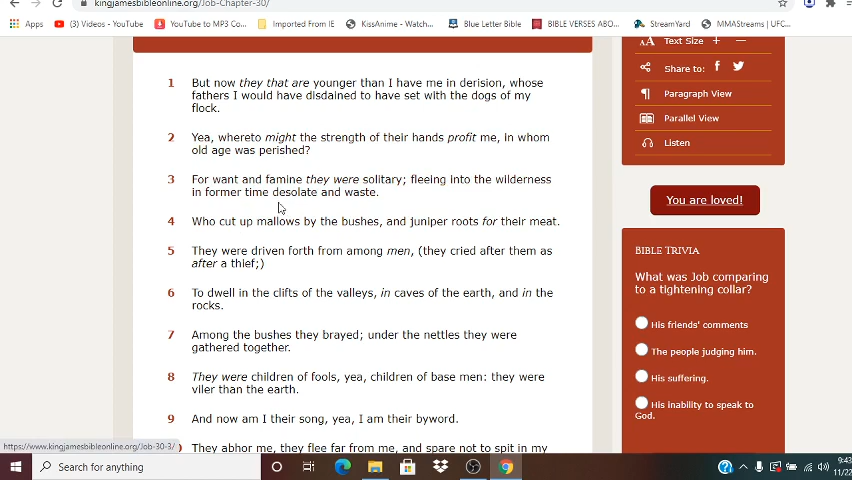 kingjamesbibleonline.org/Job-Chapter-30/
Apps (3) Videos - YouTube YouTube to MP3 Co... Imported From IE KissAnime - Watch... Blue Letter Bible BIBLE VERSES ABO... StreamYard MMAStreams | UFC...
1 But now they that are younger than I have me in derision, whose
fathers I would have disdained to have set with the dogs of my
flock.
2 Yea, whereto might the strength of their hands profit me, in whom
old age was perished?
3 For want and famine they were solitary; fleeing into the wilderness
in former time desolate and waste.
4 Who cut up mallows by the bushes, and juniper roots for their meat.
5 They were driven forth from among men, (they cried after them as
after a thief;)
6 To dwell in the clifts of the valleys, in caves of the earth, and in the
rocks.
7 Among the bushes they brayed; under the nettles they were
gathered together.
8 They were children of fools, yea, children of base men: they were
viler than the earth.
9 And now am I their song, yea, I am their byword.
They abhor me, they flee far from me, and spare not to spit in my
AA Text Size + —
Share to:
Paragraph View
Parallel View
Listen
You are loved!
BIBLE TRIVIA
What was Job comparing
to a tightening collar?
His friends' comments
The people judging him.
His suffering.
His inability to speak to
God.
https://www.kingjamesbibleonline.org/Job-30-3/
Search for anything
9:43
11/22